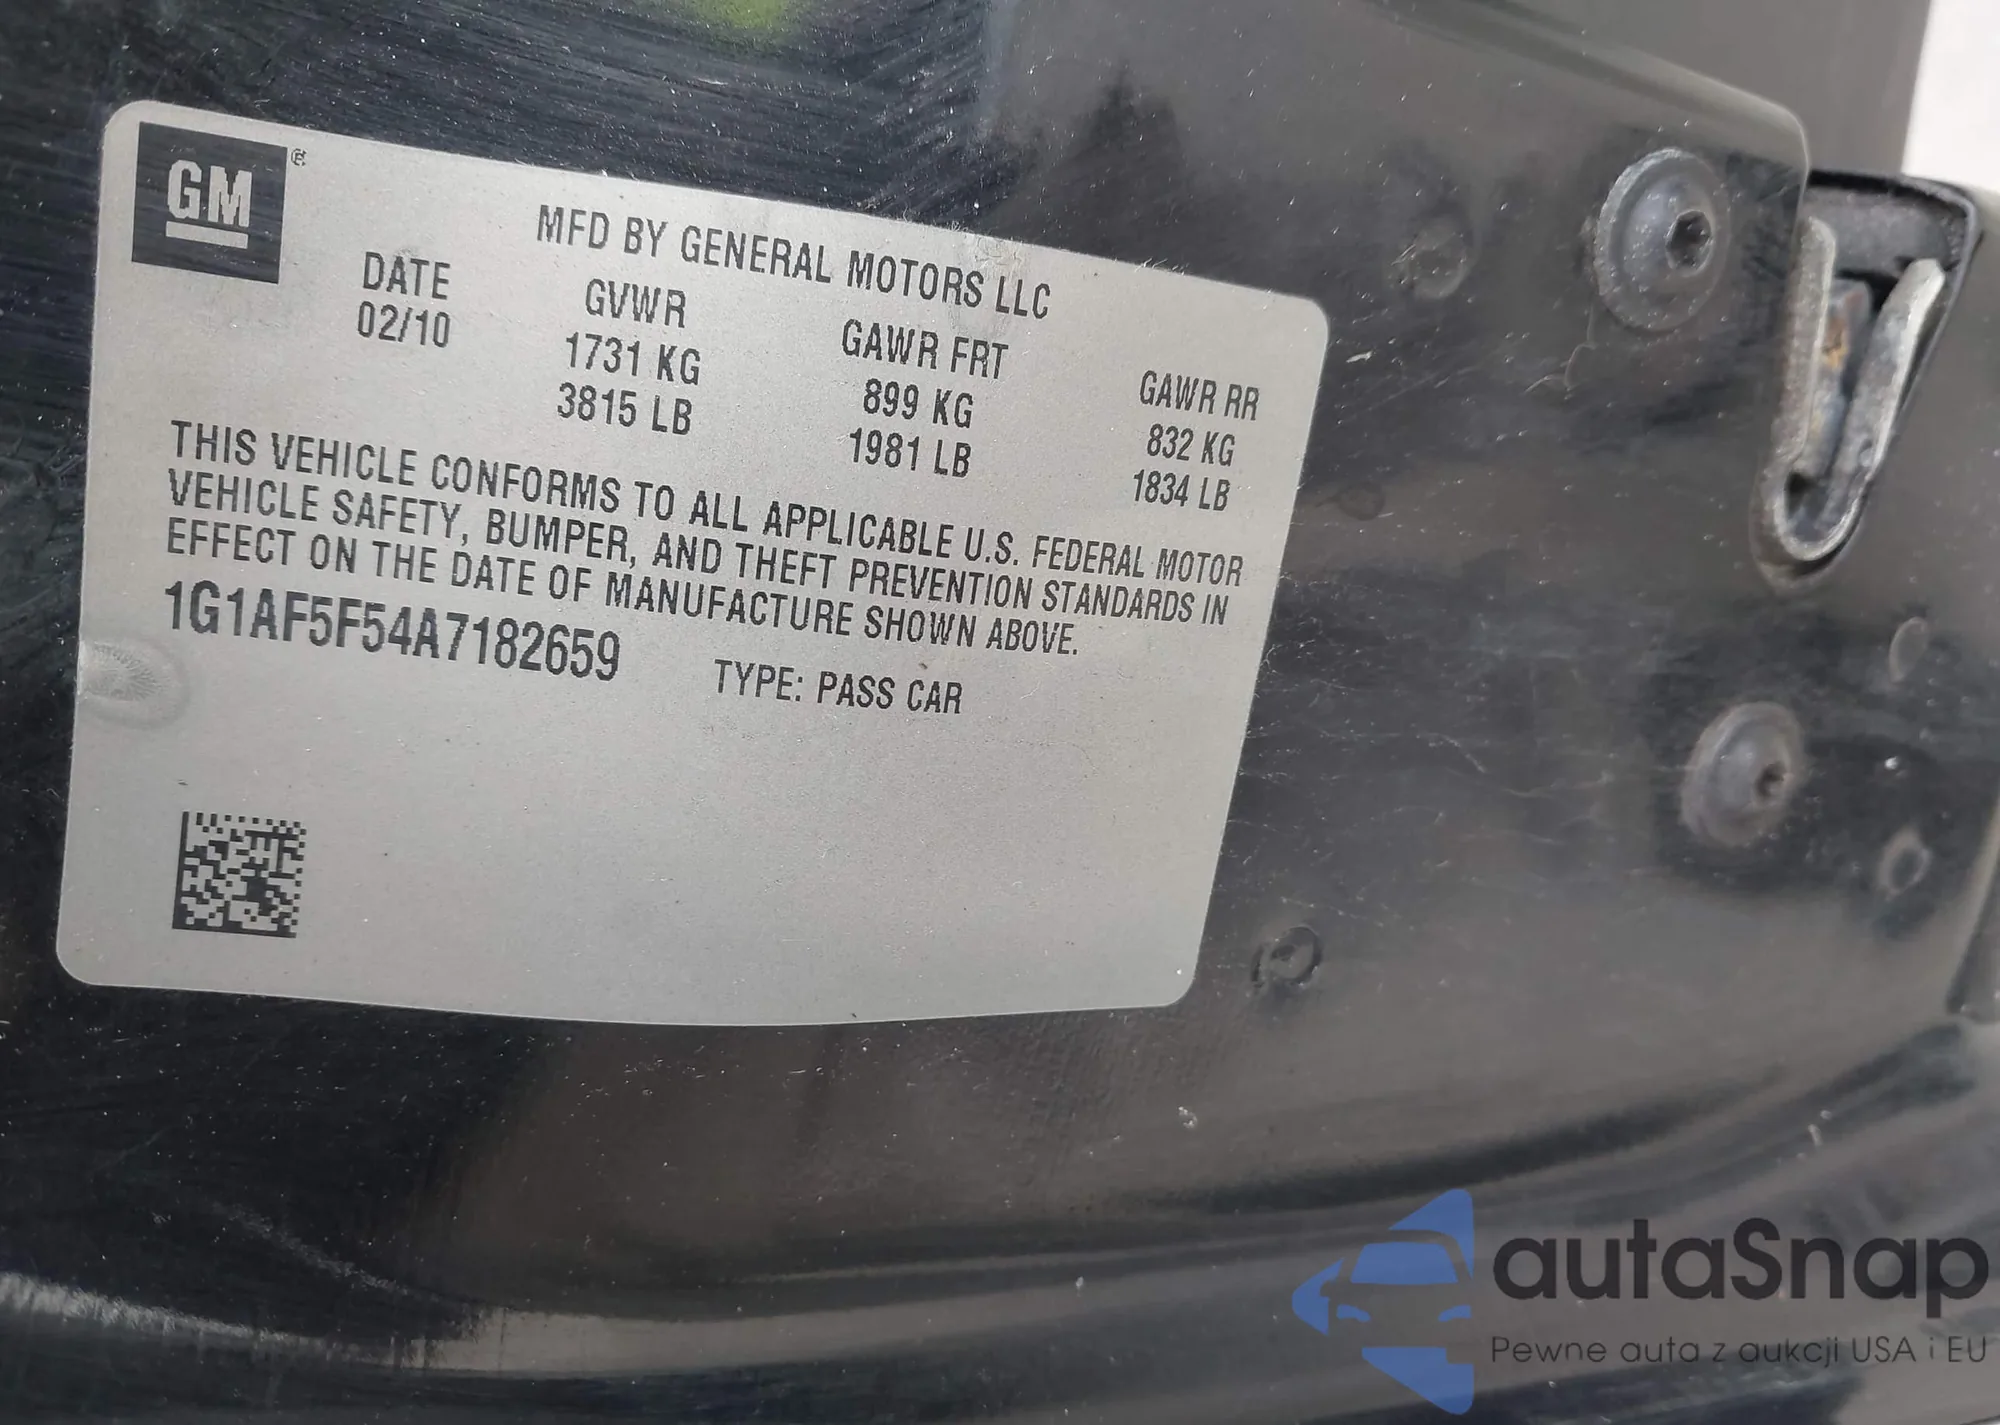 GM ®
MFD BY GENERAL MOTORS LLC
DATE GVWR GAWR FRT GAWR RR
02/10 1731 KG 899 KG 832 KG
3815 LB 1981 LB 1834 LB
THIS VEHICLE CONFORMS TO ALL APPLICABLE U.S. FEDERAL MOTOR
VEHICLE SAFETY, BUMPER, AND THEFT PREVENTION STANDARDS IN
EFFECT ON THE DATE OF MANUFACTURE SHOWN ABOVE.
1G1AF5F54A7182659 TYPE: PASS CAR
autaSnap
Pewne auta z aukcji USA i EU